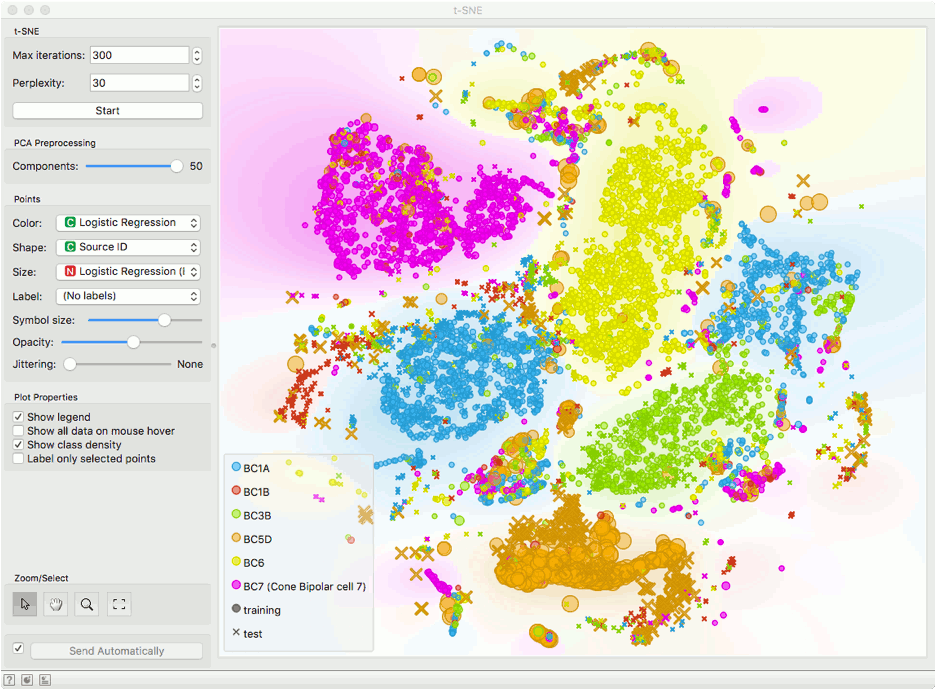 t-SNE
t-SNE
Max iterations: 300
Perplexity: 30
Start
PCA Preprocessing
Components: 50
Points
Color: C Logistic Regression
Shape: C Source ID
Size: N Logistic Regression (
Label: (No labels)
Symbol size:
Opacity:
Jittering: None
Plot Properties
Show legend
Show all data on mouse hover
Show class density
Label only selected points
BC1A
BC1B
BC3B
BC5D
BC6
BC7 (Cone Bipolar cell 7)
training
test
Zoom/Select
Send Automatically
?